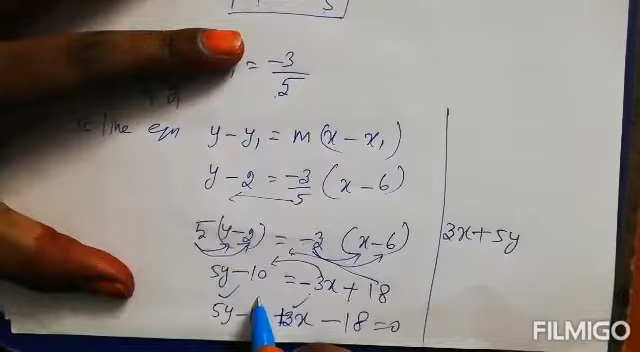 = -3/5
line eqn y - y₁ = m(x - x₁)
y - 2 = -3/5 (x - 6)
5(y-2) = -3 (x-6)
5y - 10 = -3x + 18
5y - +3x - 18 = 0
3x + 5y
FILMIGO